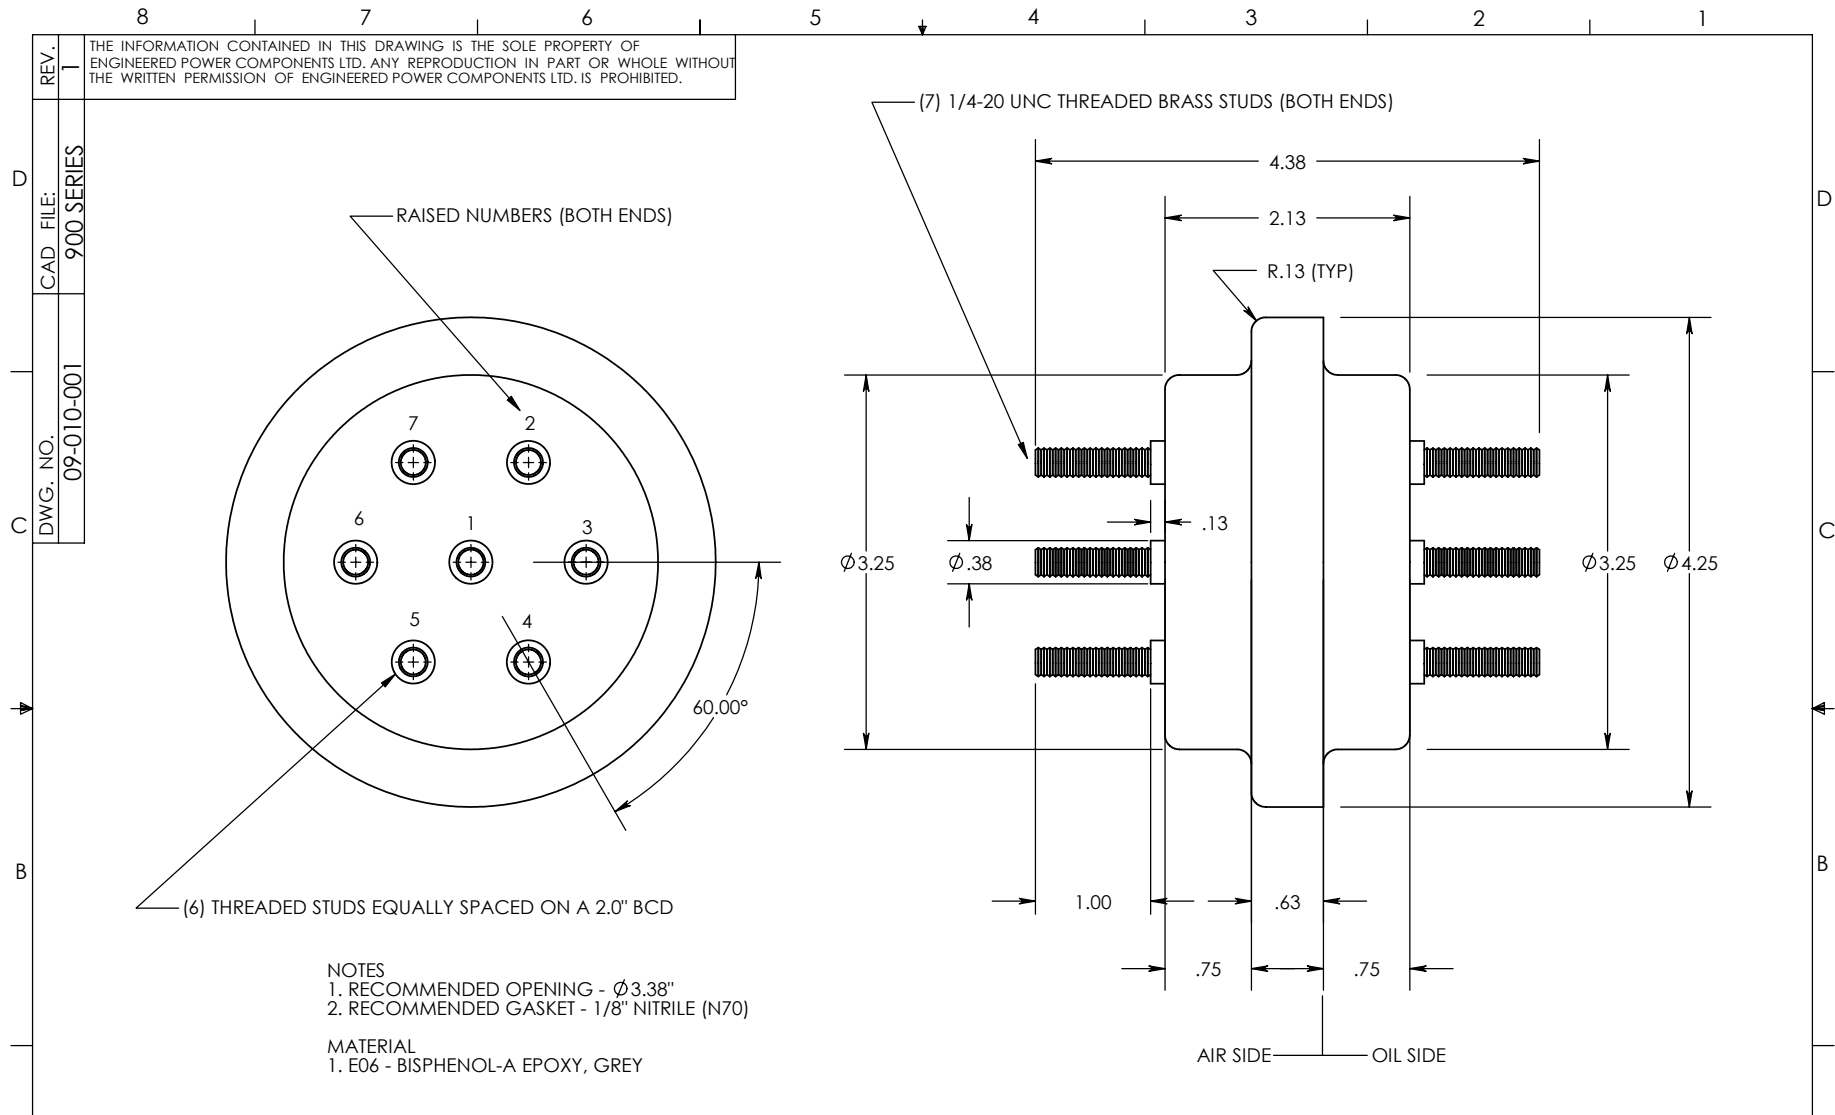 8 7 6 5 4 3 2 1
REV. 1
THE INFORMATION CONTAINED IN THIS DRAWING IS THE SOLE PROPERTY OF
ENGINEERED POWER COMPONENTS LTD. ANY REPRODUCTION IN PART OR WHOLE WITHOUT
THE WRITTEN PERMISSION OF ENGINEERED POWER COMPONENTS LTD. IS PROHIBITED.
CAD FILE:
900 SERIES
DWG. NO.
09-010-001
D
C
B
D
C
B
RAISED NUMBERS (BOTH ENDS)
7 2
6 1 3
5 4
60.00°
(6) THREADED STUDS EQUALLY SPACED ON A 2.0" BCD
(7) 1/4-20 UNC THREADED BRASS STUDS (BOTH ENDS)
4.38
2.13
R.13 (TYP)
.13
Ø3.25
Ø.38
Ø3.25
Ø4.25
1.00
.63
.75
.75
AIR SIDE
OIL SIDE
NOTES
1. RECOMMENDED OPENING - Ø3.38"
2. RECOMMENDED GASKET - 1/8" NITRILE (N70)
MATERIAL
1. E06 - BISPHENOL-A EPOXY, GREY